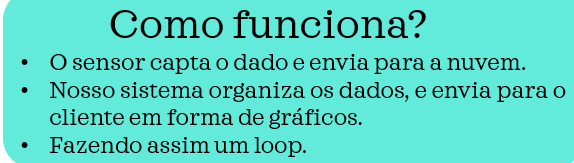 Como funciona?
• O sensor capta o dado e envia para a nuvem.
• Nosso sistema organiza os dados, e envia para o
cliente em forma de gráficos.
• Fazendo assim um loop.